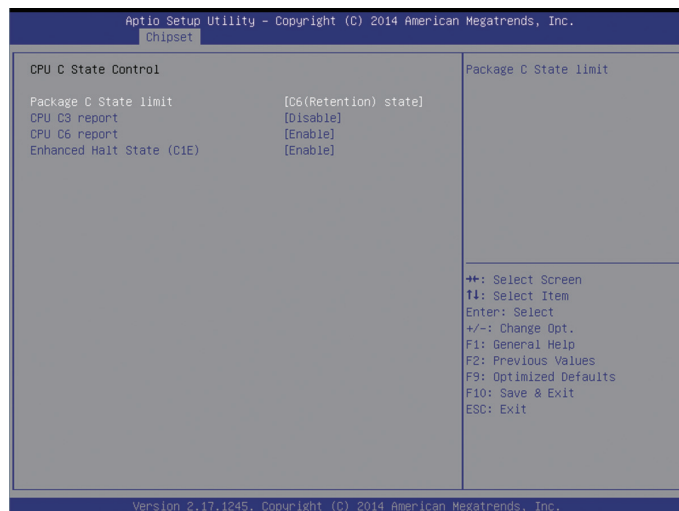 Aptio Setup Utility – Copyright (C) 2014 American Megatrends, Inc.
Chipset
CPU C State Control
Package C State limit [C6(Retention) state]
CPU C3 report [Disable]
CPU C6 report [Enable]
Enhanced Halt State (C1E) [Enable]
Package C State limit
→←: Select Screen
↑↓: Select Item
Enter: Select
+/-: Change Opt.
F1: General Help
F2: Previous Values
F9: Optimized Defaults
F10: Save & Exit
ESC: Exit
Version 2.17.1245. Copyright (C) 2014 American Megatrends, Inc.